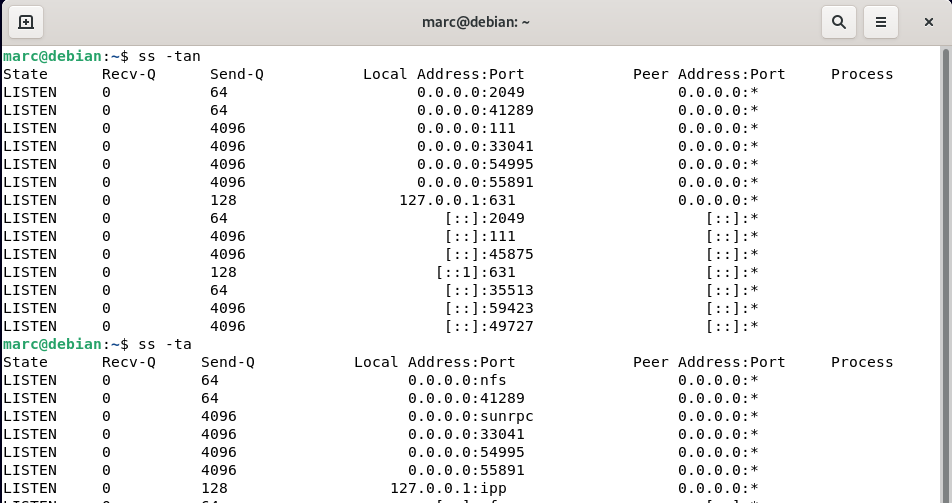 marc@debian: ~
marc@debian:~$ ss -tan
State Recv-Q Send-Q Local Address:Port Peer Address:Port Process
LISTEN 0 64 0.0.0.0:2049 0.0.0.0:*
LISTEN 0 64 0.0.0.0:41289 0.0.0.0:*
LISTEN 0 4096 0.0.0.0:111 0.0.0.0:*
LISTEN 0 4096 0.0.0.0:33041 0.0.0.0:*
LISTEN 0 4096 0.0.0.0:54995 0.0.0.0:*
LISTEN 0 4096 0.0.0.0:55891 0.0.0.0:*
LISTEN 0 128 127.0.0.1:631 0.0.0.0:*
LISTEN 0 64 [::]:2049 [::]:*
LISTEN 0 4096 [::]:111 [::]:*
LISTEN 0 4096 [::]:45875 [::]:*
LISTEN 0 128 [::1]:631 [::]:*
LISTEN 0 64 [::]:35513 [::]:*
LISTEN 0 4096 [::]:59423 [::]:*
LISTEN 0 4096 [::]:49727 [::]:*
marc@debian:~$ ss -ta
State Recv-Q Send-Q Local Address:Port Peer Address:Port Process
LISTEN 0 64 0.0.0.0:nfs 0.0.0.0:*
LISTEN 0 64 0.0.0.0:41289 0.0.0.0:*
LISTEN 0 4096 0.0.0.0:sunrpc 0.0.0.0:*
LISTEN 0 4096 0.0.0.0:33041 0.0.0.0:*
LISTEN 0 4096 0.0.0.0:54995 0.0.0.0:*
LISTEN 0 4096 0.0.0.0:55891 0.0.0.0:*
LISTEN 0 128 127.0.0.1:ipp 0.0.0.0:*